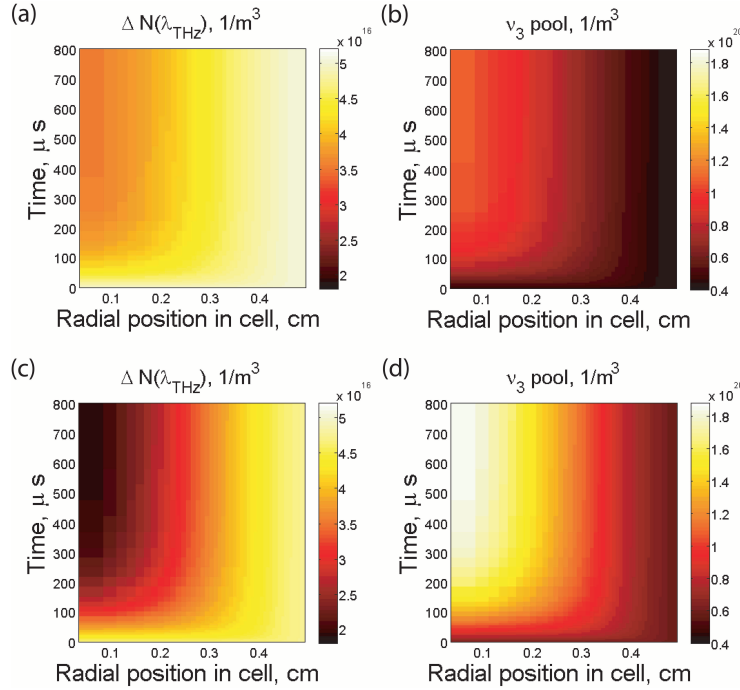 (a)
Δ N(λTHz), 1/m3
x 10 16
Time, μ s
800
700
600
500
400
300
200
100
0
0.1 0.2 0.3 0.4
Radial position in cell, cm
5
4.5
4
3.5
3
2.5
2
(b)
ν3 pool, 1/m3
x 10 20
Time, μ s
800
700
600
500
400
300
200
100
0
0.1 0.2 0.3 0.4
Radial position in cell, cm
1.8
1.6
1.4
1.2
1
0.8
0.6
0.4
(c)
Δ N(λTHz), 1/m3
x 10 16
Time, μ s
800
700
600
500
400
300
200
100
0
0.1 0.2 0.3 0.4
Radial position in cell, cm
5
4.5
4
3.5
3
2.5
2
(d)
ν3 pool, 1/m3
x 10 20
Time, μ s
800
700
600
500
400
300
200
100
0
0.1 0.2 0.3 0.4
Radial position in cell, cm
1.8
1.6
1.4
1.2
1
0.8
0.6
0.4